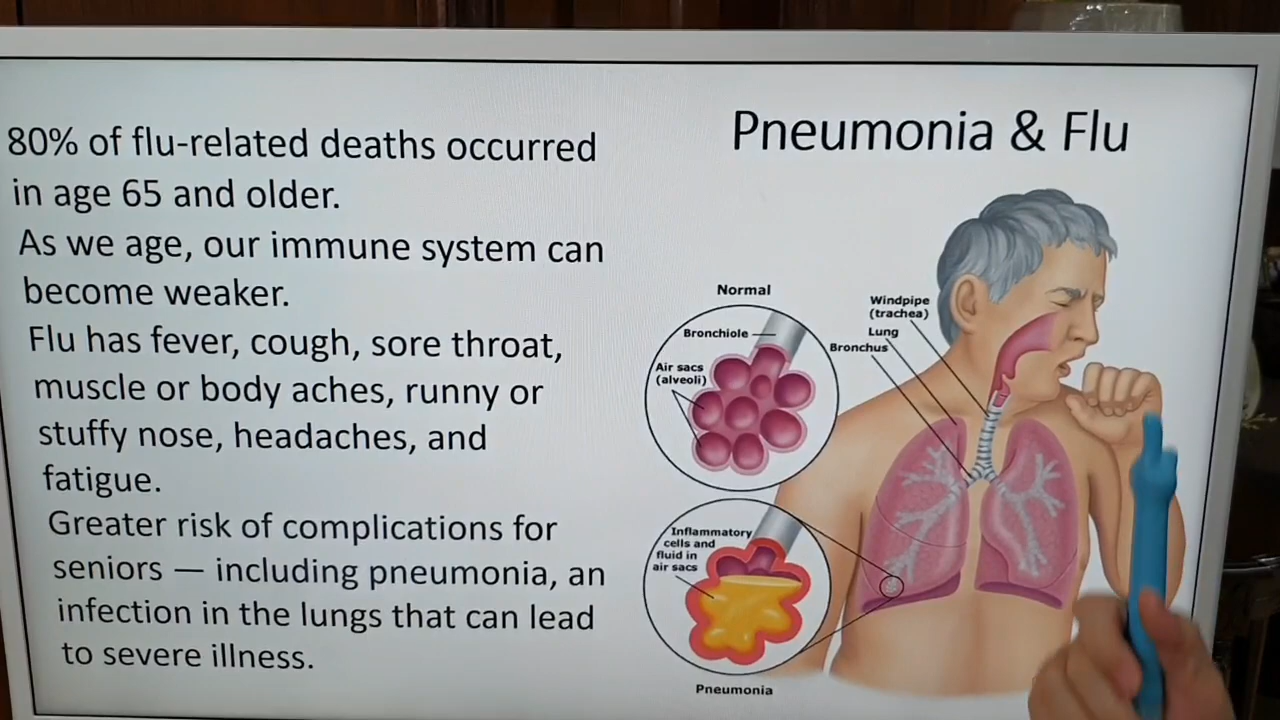 Pneumonia & Flu
80% of flu-related deaths occurred
in age 65 and older.
As we age, our immune system can
become weaker.
Flu has fever, cough, sore throat,
muscle or body aches, runny or
stuffy nose, headaches, and
fatigue.
Greater risk of complications for
seniors — including pneumonia, an
infection in the lungs that can lead
to severe illness.
Normal
Bronchiole
Air sacs
(alveoli)
Windpipe
(trachea)
Lung
Bronchus
Inflammatory
cells and
fluid in
air sacs
Pneumonia